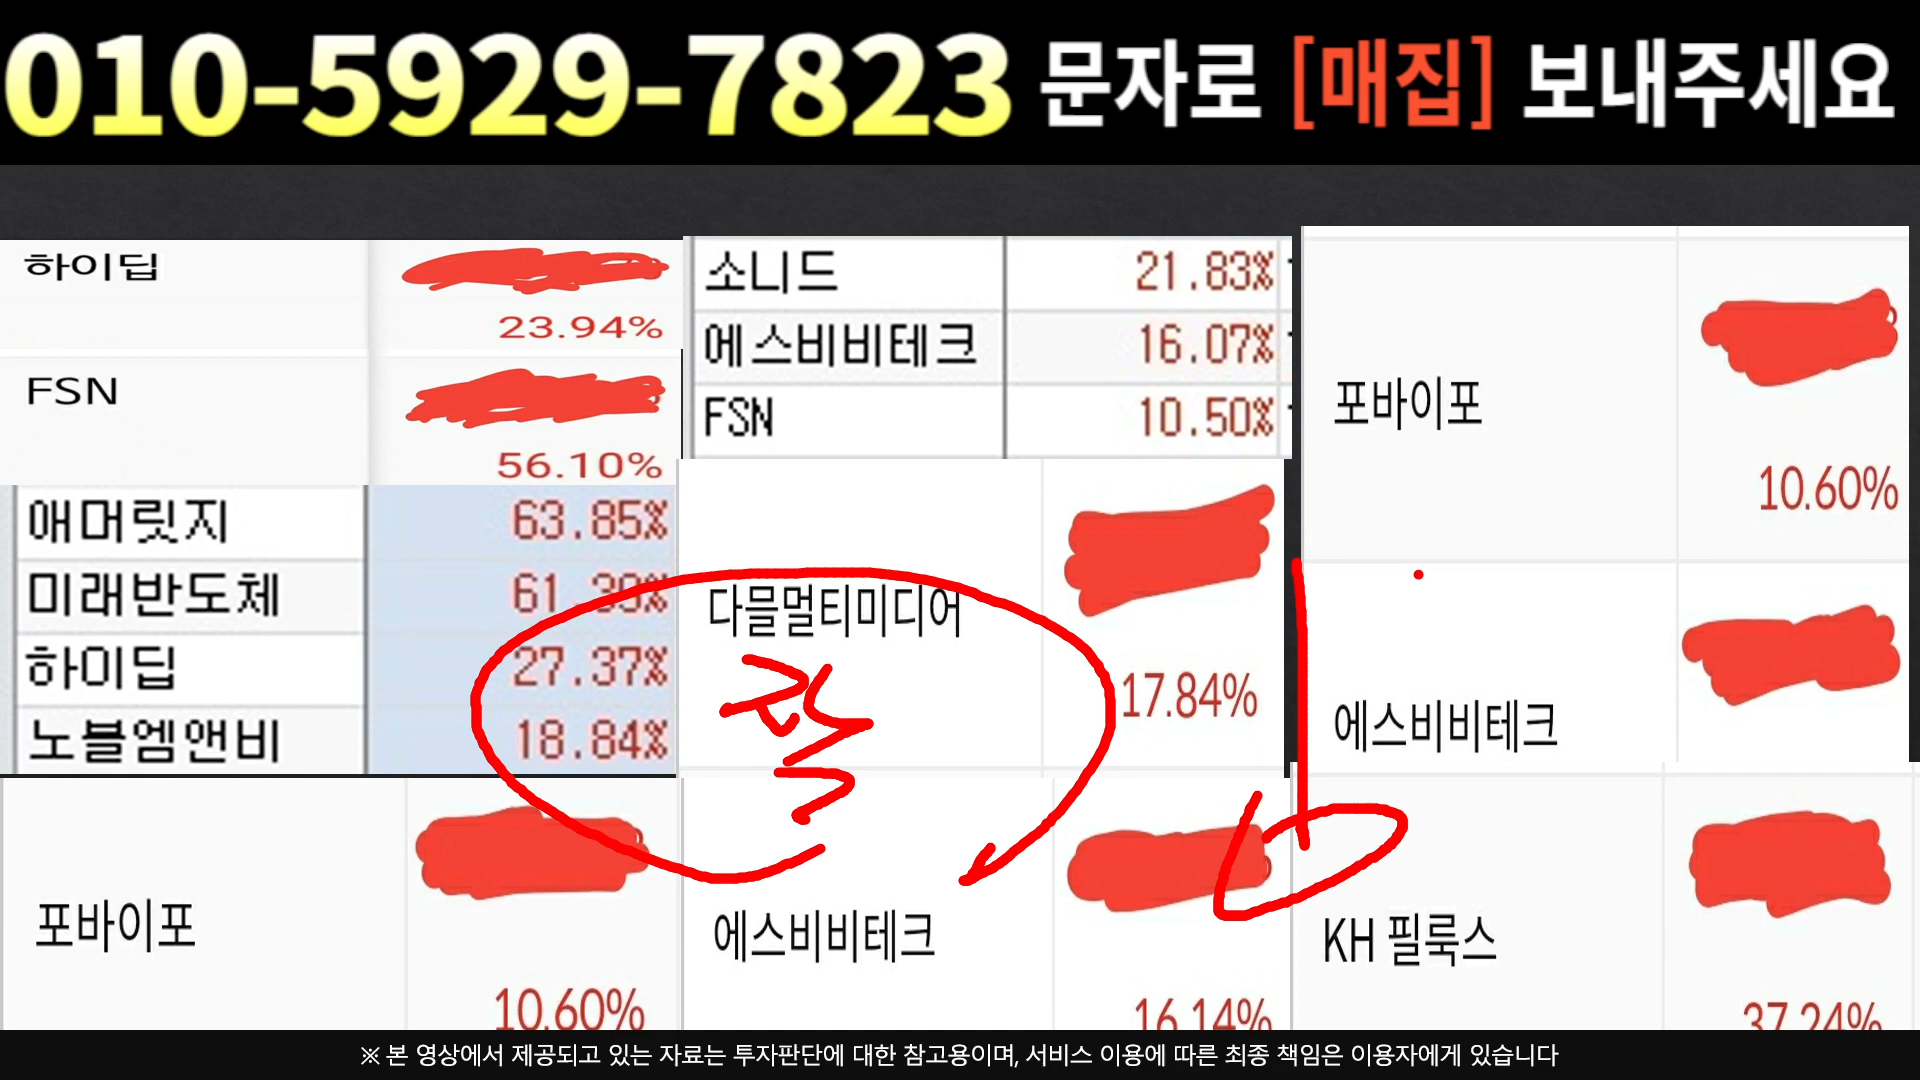 010-5929-7823 문자로 [매집] 보내주세요
하이딥
23.94%
FSN
56.10%
소니드 21.83%
에스비비테크 16.07%
FSN 10.50%
포바이포
10.60%
애머릿지 63.85%
미래반도체 61.39%
하이딥 27.37%
노블엠앤비 18.84%
다믈멀티미디어
17.84%
에스비비테크
포바이포
10.60%
에스비비테크
16.14%
KH 필룩스
37.24%
※ 본 영상에서 제공되고 있는 자료는 투자판단에 대한 참고용이며, 서비스 이용에 따른 최종 책임은 이용자에게 있습니다